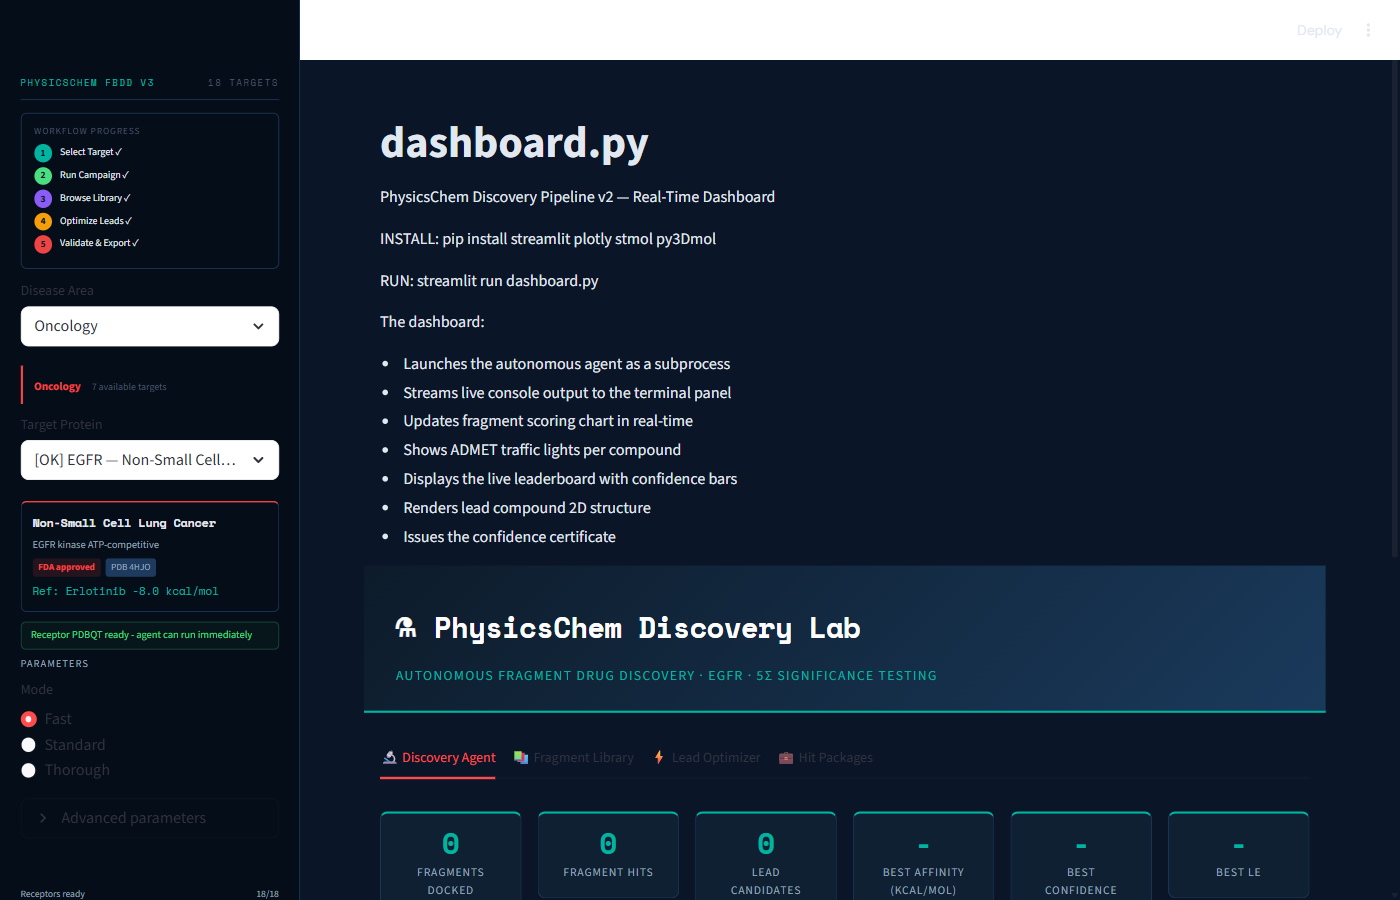 Deploy
PHYSICSCHEM FBDD V3
18 TARGETS
WORKFLOW PROGRESS
1 Select Target ✓
2 Run Campaign ✓
3 Browse Library ✓
4 Optimize Leads ✓
5 Validate & Export ✓
Disease Area
Oncology
Oncology 7 available targets
Target Protein
[OK] EGFR — Non-Small Cell...
Non-Small Cell Lung Cancer
EGFR kinase ATP-competitive
FDA approved PDB 4HJO
Ref: Erlotinib -8.0 kcal/mol
Receptor PDBQT ready - agent can run immediately
PARAMETERS
Mode
Fast
Standard
Thorough
Advanced parameters
Receptors ready 18/18
dashboard.py
PhysicsChem Discovery Pipeline v2 — Real-Time Dashboard
INSTALL: pip install streamlit plotly stmol py3Dmol
RUN: streamlit run dashboard.py
The dashboard:
• Launches the autonomous agent as a subprocess
• Streams live console output to the terminal panel
• Updates fragment scoring chart in real-time
• Shows ADMET traffic lights per compound
• Displays the live leaderboard with confidence bars
• Renders lead compound 2D structure
• Issues the confidence certificate
⚗ PhysicsChem Discovery Lab
AUTONOMOUS FRAGMENT DRUG DISCOVERY · EGFR · 5Σ SIGNIFICANCE TESTING
🔬 Discovery Agent
📚 Fragment Library
⚡ Lead Optimizer
💼 Hit Packages
0
FRAGMENTS
DOCKED
0
FRAGMENT HITS
0
LEAD
CANDIDATES
-
BEST AFFINITY
(KCAL/MOL)
-
BEST
CONFIDENCE
-
BEST LE